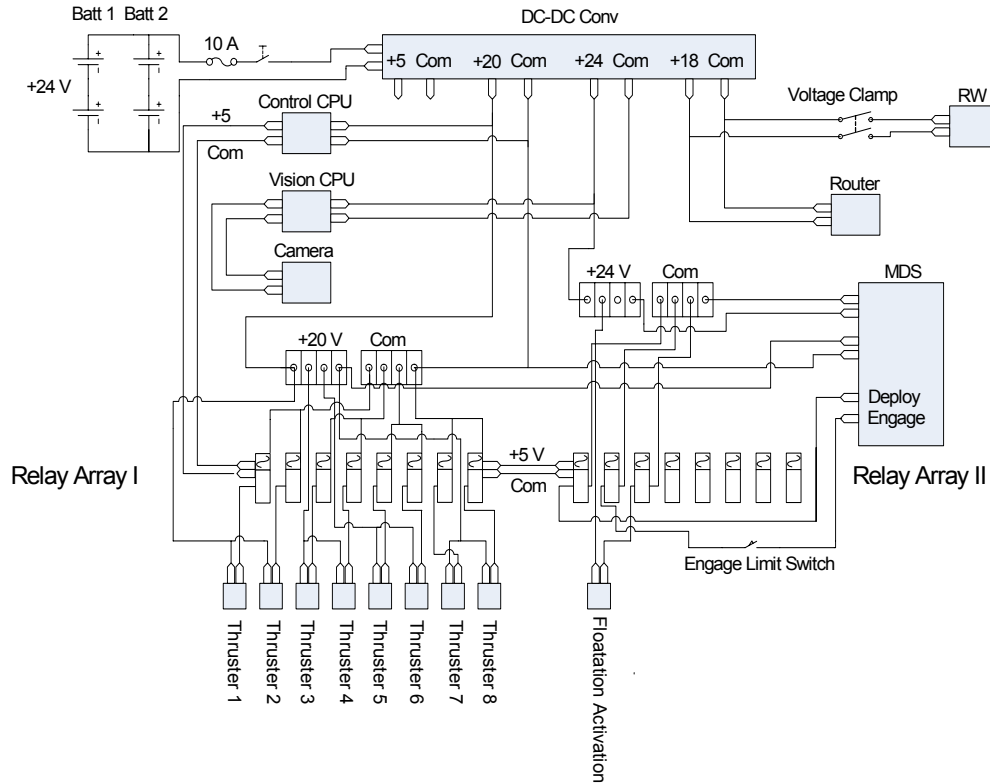 Batt 1 Batt 2
DC-DC Conv
10 A
+5 Com +20 Com +24 Com +18 Com
+24 V
Voltage Clamp
RW
Control CPU
+5
Com
Vision CPU
Router
Camera
+24 V
Com
MDS
+20 V
Com
Deploy
Engage
Relay Array I
+5 V
Com
Relay Array II
Engage Limit Switch
Thruster 1
Thruster 2
Thruster 3
Thruster 4
Thruster 5
Thruster 6
Thruster 7
Thruster 8
Floatation Activation